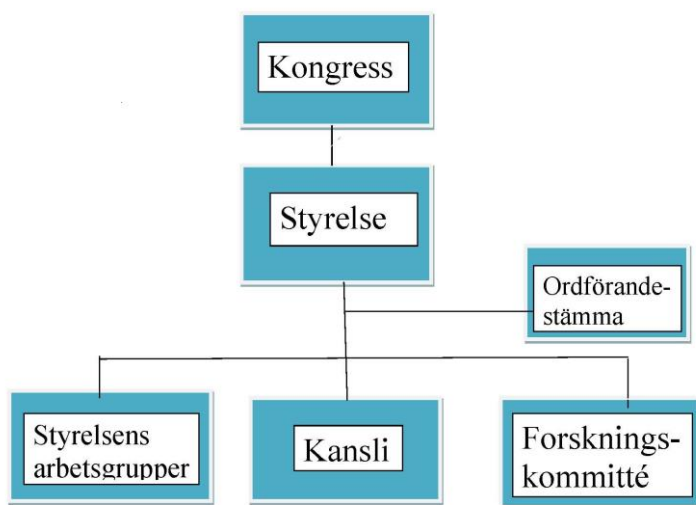 Kongress
Styrelse
Ordförande-
stämma
Styrelsens
arbetsgrupper
Kansli
Forsknings-
kommitté